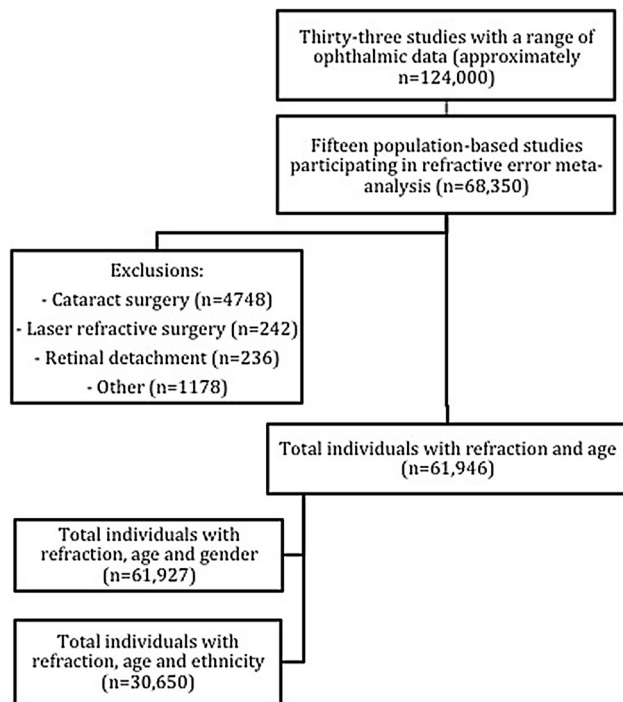 Thirty-three studies with a range of
ophthalmic data (approximately
n=124,000)
Fifteen population-based studies
participating in refractive error meta-
analysis (n=68,350)
Exclusions:
- Cataract surgery (n=4748)
- Laser refractive surgery (n=242)
- Retinal detachment (n=236)
- Other (n=1178)
Total individuals with refraction and age
(n=61,946)
Total individuals with
refraction, age and gender
(n=61,927)
Total individuals with
refraction, age and ethnicity
(n=30,650)